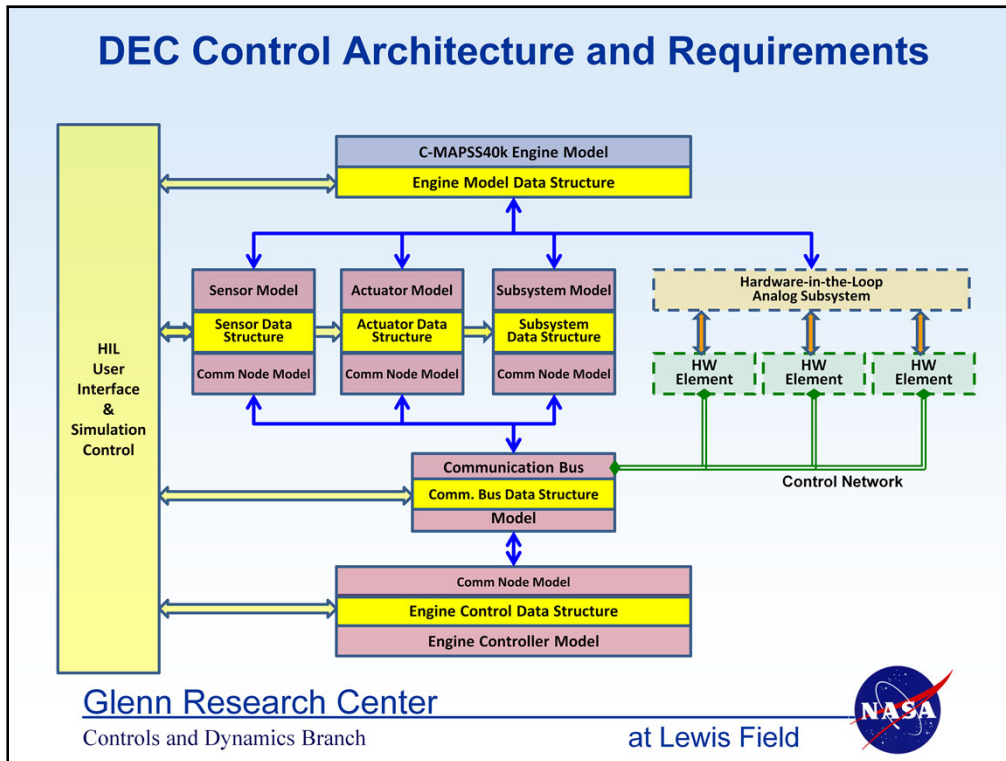 DEC Control Architecture and Requirements
C-MAPSS40k Engine Model
Engine Model Data Structure
HIL
User
Interface
&
Simulation
Control
Sensor Model
Sensor Data
Structure
Comm Node Model
Actuator Model
Actuator Data
Structure
Comm Node Model
Subsystem Model
Subsystem
Data Structure
Comm Node Model
Hardware-in-the-Loop
Analog Subsystem
HW
Element
HW
Element
HW
Element
Control Network
Communication Bus
Comm. Bus Data Structure
Model
Comm Node Model
Engine Control Data Structure
Engine Controller Model
Glenn Research Center
Controls and Dynamics Branch
at Lewis Field
NASA